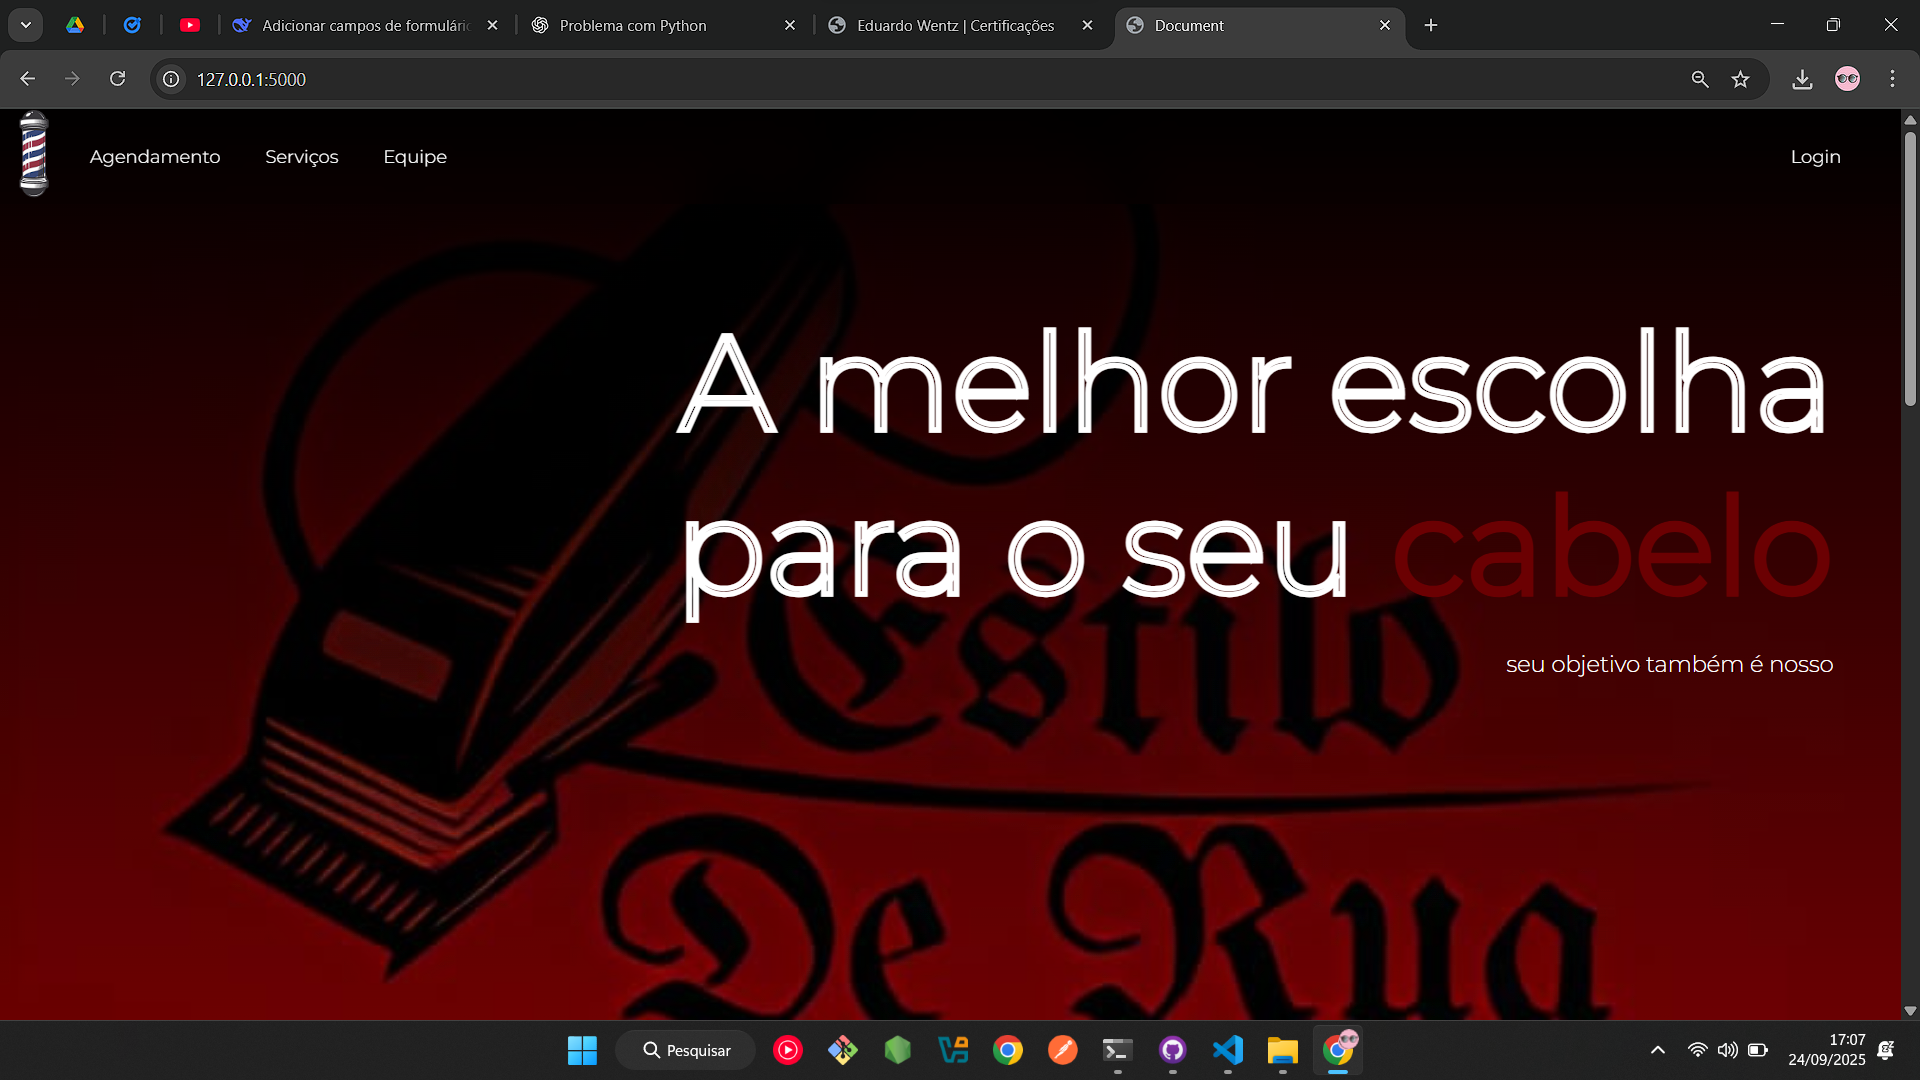 Adicionar campos de formulári
Problema com Python
Eduardo Wentz | Certificações
Document
127.0.0.1:5000
Agendamento
Serviços
Equipe
Login
A melhor escolha
para o seu cabelo
seu objetivo também é nosso
Estilo
De Rua
Pesquisar
17:07
24/09/2025